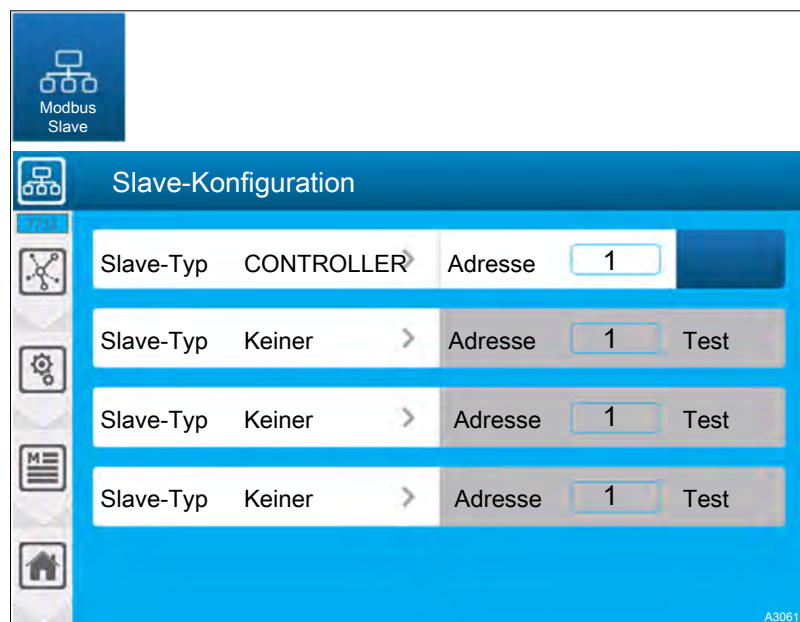 Modbus
Slave
Slave-Konfiguration
Slave-Typ CONTROLLER Adresse 1
Slave-Typ Keiner Adresse 1 Test
Slave-Typ Keiner Adresse 1 Test
Slave-Typ Keiner Adresse 1 Test
M
A3061